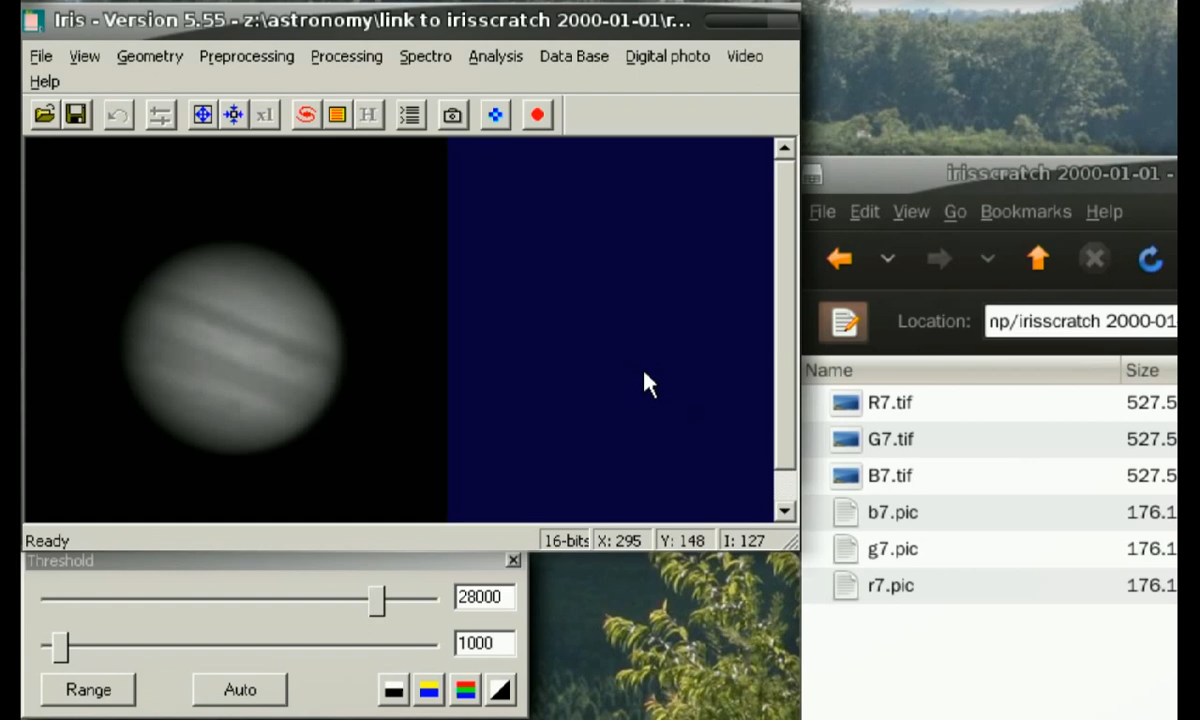 Iris - Version 5.55 - z:\astronomy\link to irisscratch 2000-01-01\r...
File View Geometry Preprocessing Processing Spectro Analysis Data Base Digital photo Video
Help
x1 H
Ready 16-bits X: 295 Y: 148 I: 127
Threshold
28000
1000
Range Auto
irisscratch 2000-01-01 -
File Edit View Go Bookmarks Help
Location: np/irisscratch 2000-01
Name Size
R7.tif 527.5
G7.tif 527.5
B7.tif 527.5
b7.pic 176.1
g7.pic 176.1
r7.pic 176.1